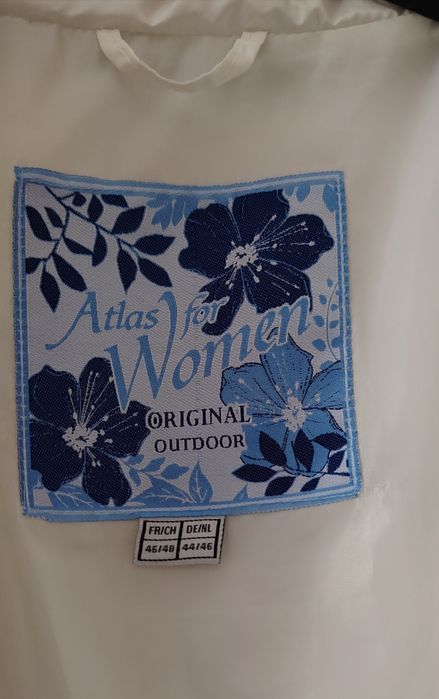 Atlas for
Women
ORIGINAL
OUTDOOR
FR/CH DE/NL
46/48 44/46